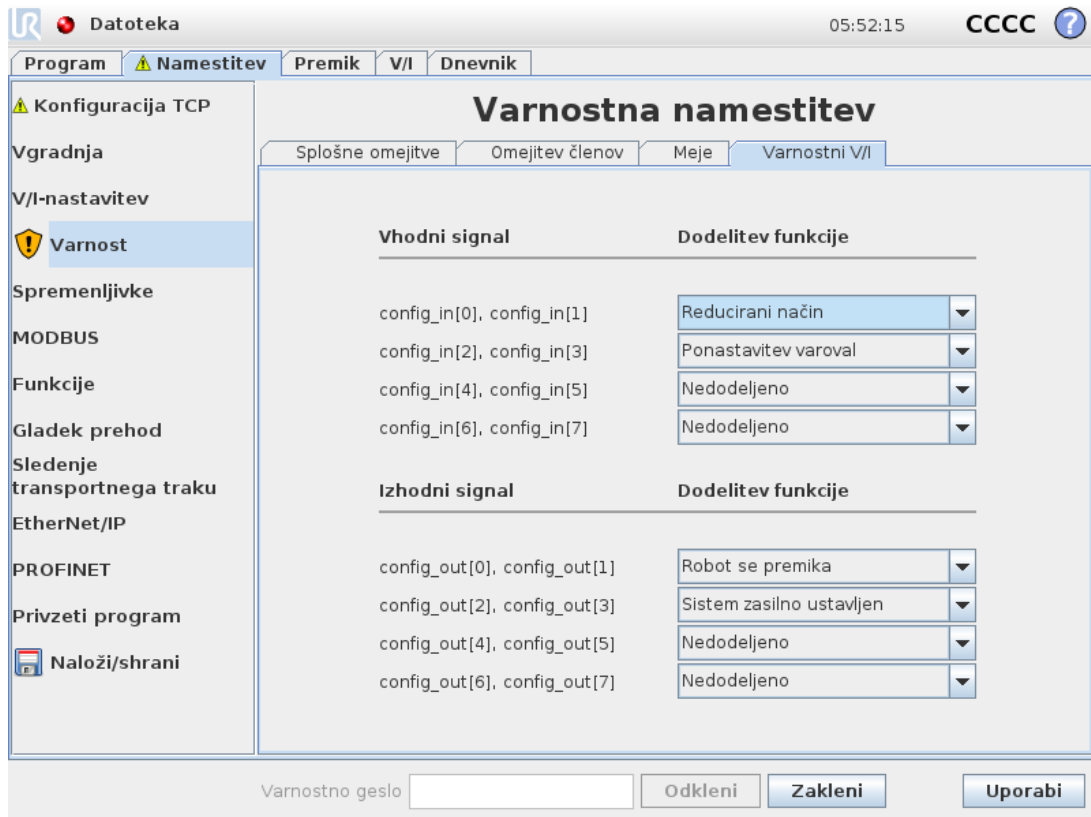 UR Datoteka 05:52:15 CCCC ?
Program Namestitev Premik V/I Dnevnik
Konfiguracija TCP
Vgradnja
V/I-nastavitev
Varnost
Spremenljivke
MODBUS
Funkcije
Gladek prehod
Sledenje
transportnega traku
EtherNet/IP
PROFINET
Privzeti program
Naloži/shrani
Varnostna namestitev
Splošne omejitve Omejitev členov Meje Varnostni V/I
Vhodni signal Dodelitev funkcije
config_in[0], config_in[1] Reducirani način
config_in[2], config_in[3] Ponastavitev varoval
config_in[4], config_in[5] Nedodeljeno
config_in[6], config_in[7] Nedodeljeno
Izhodni signal Dodelitev funkcije
config_out[0], config_out[1] Robot se premika
config_out[2], config_out[3] Sistem zasilno ustavljen
config_out[4], config_out[5] Nedodeljeno
config_out[6], config_out[7] Nedodeljeno
Varnostno geslo Odkleni Zakleni Uporabi